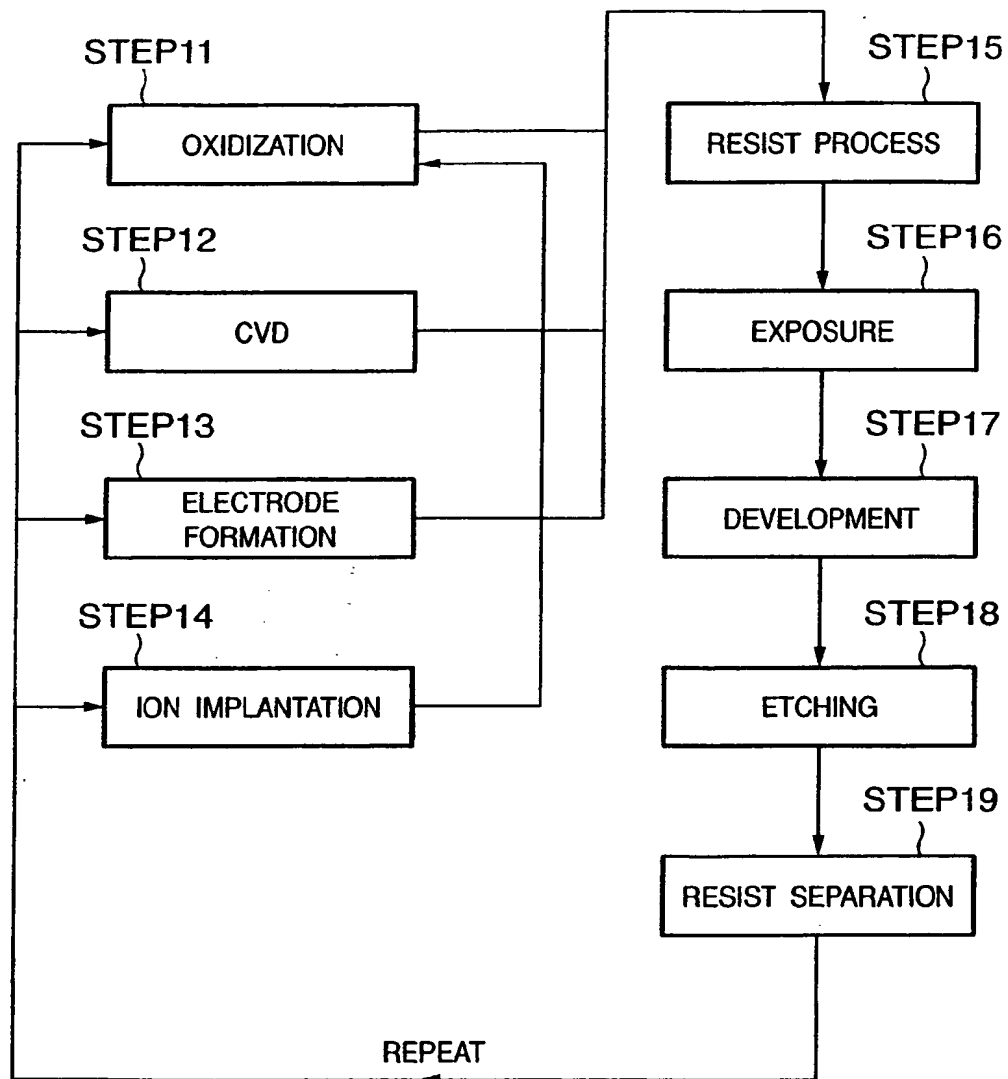 STEP11
OXIDIZATION
STEP12
CVD
STEP13
ELECTRODE
FORMATION
STEP14
ION IMPLANTATION
STEP15
RESIST PROCESS
STEP16
EXPOSURE
STEP17
DEVELOPMENT
STEP18
ETCHING
STEP19
RESIST SEPARATION
REPEAT